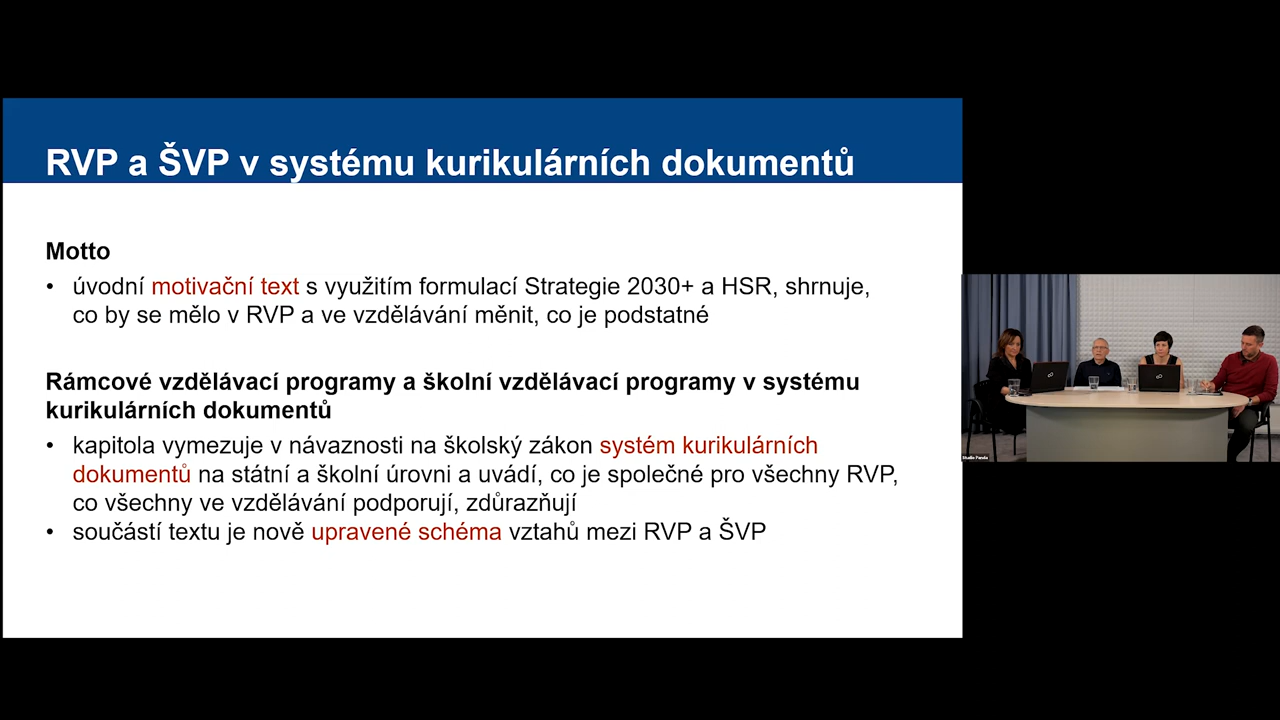 RVP a ŠVP v systému kurikulárních dokumentů
Motto
• úvodní motivační text s využitím formulací Strategie 2030+ a HSR, shrnuje,
co by se mělo v RVP a ve vzdělávání měnit, co je podstatné
Rámcové vzdělávací programy a školní vzdělávací programy v systému
kurikulárních dokumentů
• kapitola vymezuje v návaznosti na školský zákon systém kurikulárních
dokumentů na státní a školní úrovni a uvádí, co je společné pro všechny RVP,
co všechny ve vzdělávání podporují, zdůrazňují
• součástí textu je nově upravené schéma vztahů mezi RVP a ŠVP
Studio Panda